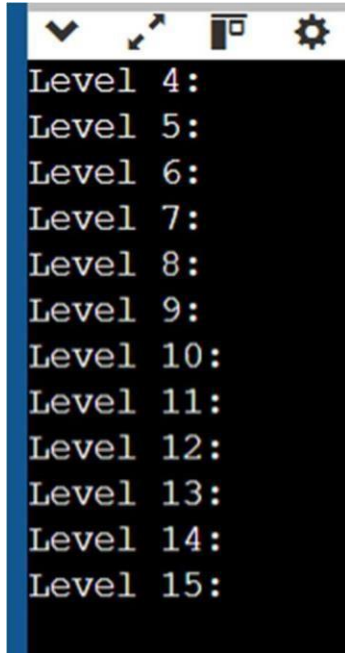 Level 4:
Level 5:
Level 6:
Level 7:
Level 8:
Level 9:
Level 10:
Level 11:
Level 12:
Level 13:
Level 14:
Level 15: